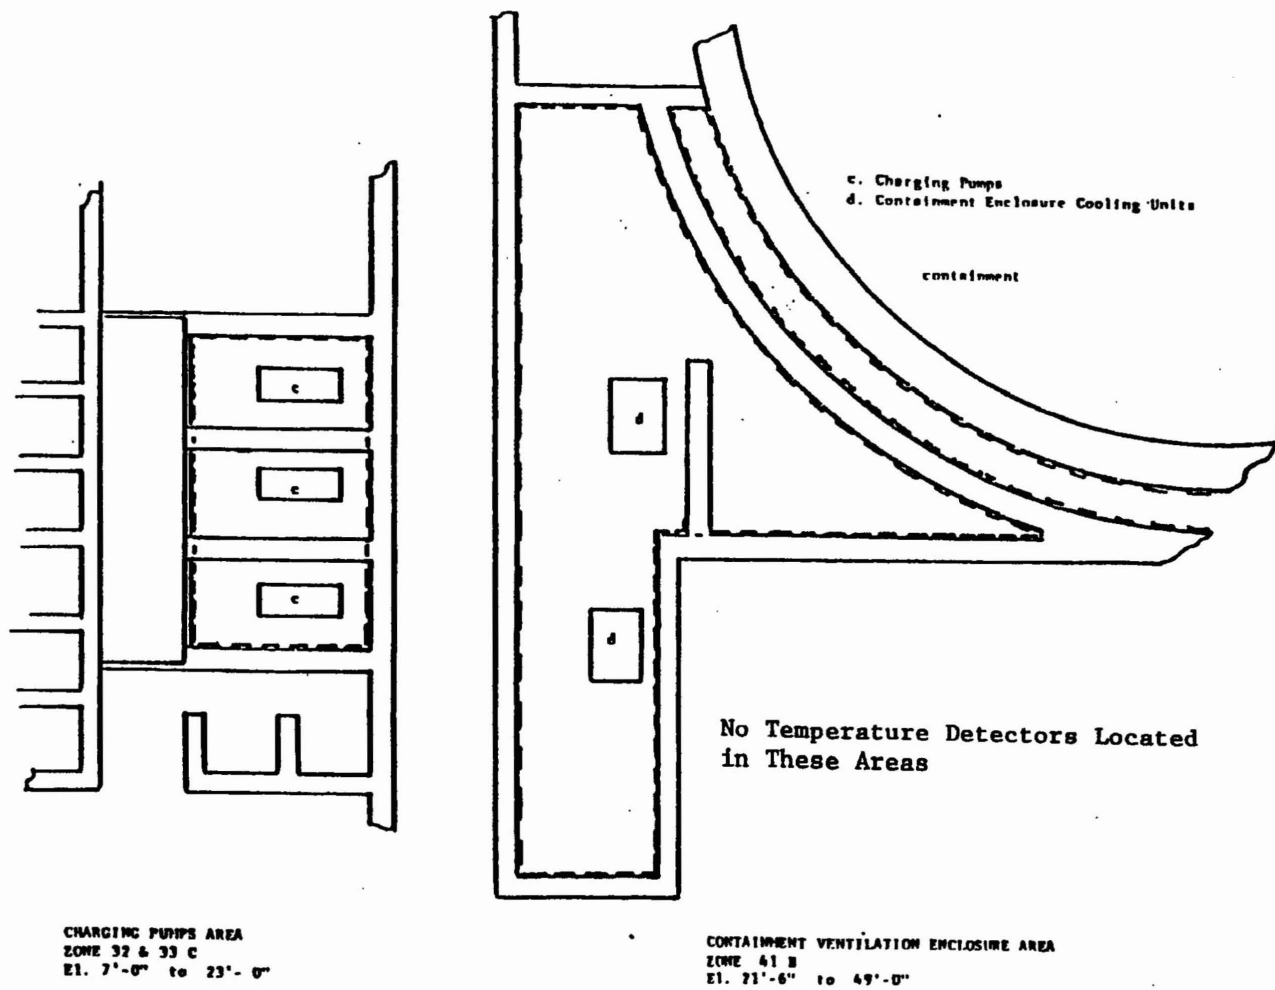 c. Charging Pumps
d. Containment Enclosure Cooling Units
containment
c
c
c
d
d
No Temperature Detectors Located
in These Areas
CHARGING PUMPS AREA
ZONE 32 & 33 C
El. 7'-0" to 23'-0"
CONTAINMENT VENTILATION ENCLOSURE AREA
ZONE 41 B
El. 21'-6" to 49'-0"